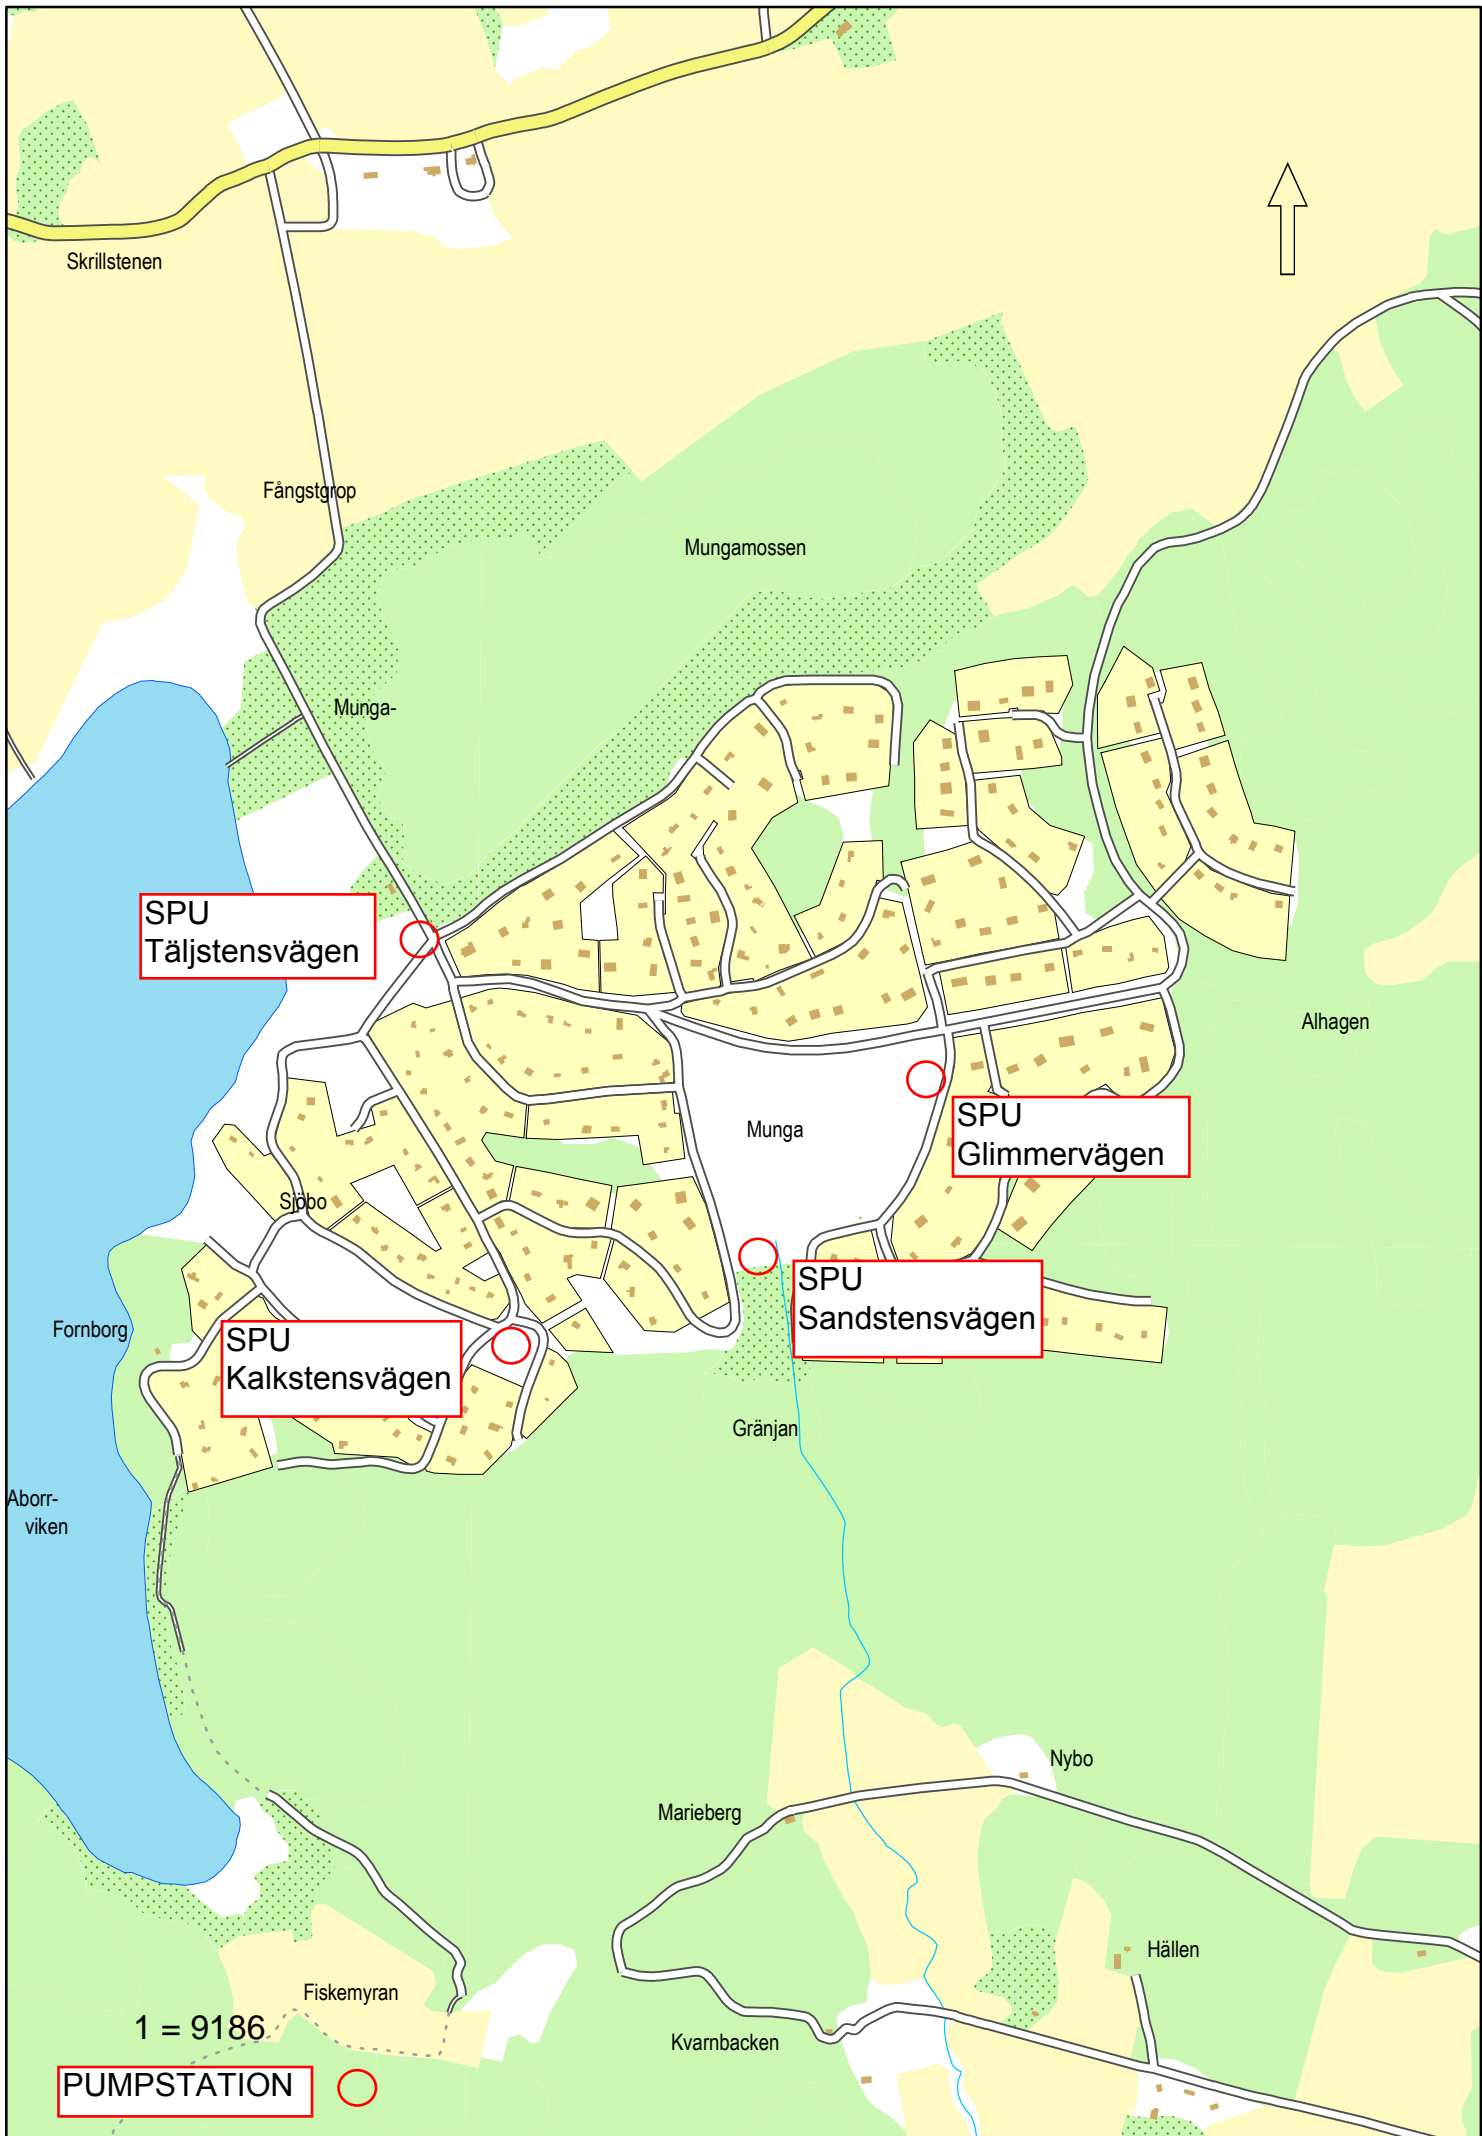 Skrillstenen
Fångstgrop
Mungamossen
Munga-
SPU
Täljstensvägen
Alhagen
SPU
Glimmervägen
Munga
Sjöbo
SPU
Sandstensvägen
Fornborg
SPU
Kalkstensvägen
Gränjan
Aborr-
viken
Nybo
Marieberg
Hällen
Fiskemyran
1 = 9186
Kvarnbacken
PUMPSTATION